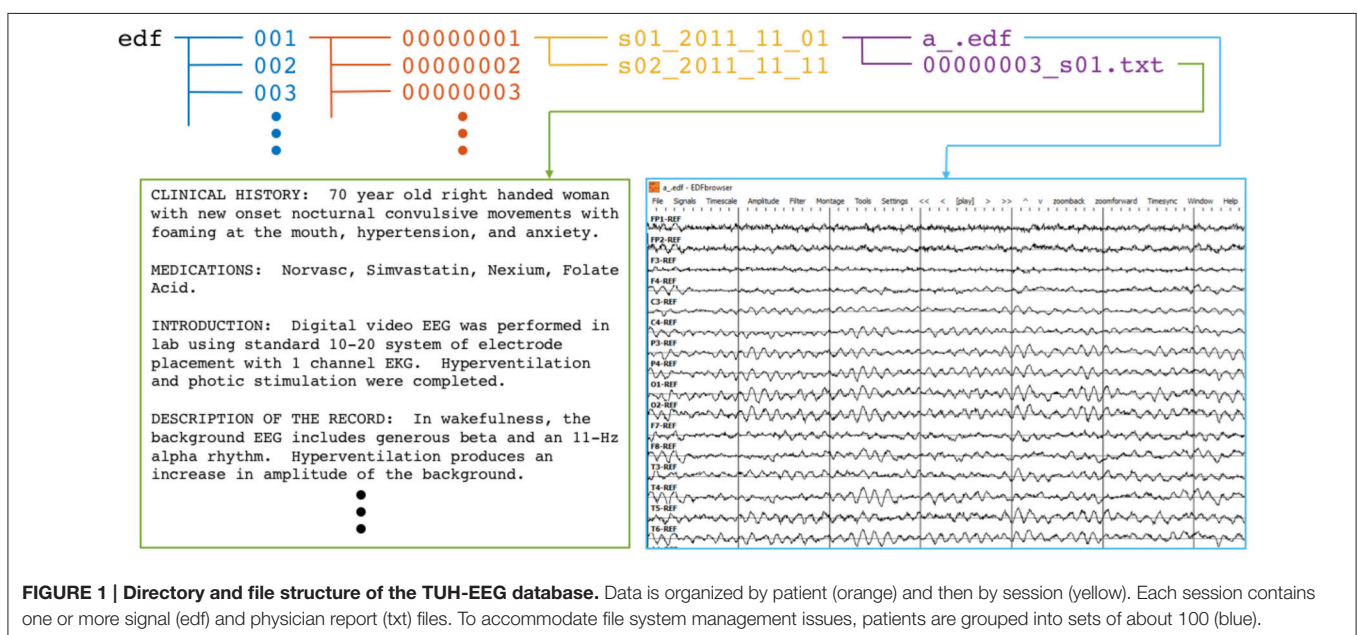 edf 001 00000001 s01_2011_11_01 a_.edf
002 00000002 s02_2011_11_11 00000003_s01.txt
003 00000003
CLINICAL HISTORY: 70 year old right handed woman
with new onset nocturnal convulsive movements with
foaming at the mouth, hypertension, and anxiety.
MEDICATIONS: Norvasc, Simvastatin, Nexium, Folate
Acid.
INTRODUCTION: Digital video EEG was performed in
lab using standard 10-20 system of electrode
placement with 1 channel EKG. Hyperventilation
and photic stimulation were completed.
DESCRIPTION OF THE RECORD: In wakefulness, the
background EEG includes generous beta and an 11-Hz
alpha rhythm. Hyperventilation produces an
increase in amplitude of the background.
a_.edf - EDFbrowser
File Signals Timescale Amplitude Filter Montage Tools Settings << < [play] > >> ^ v zoomback zoomforward Timesync Window Help
FP1-REF
FP2-REF
F3-REF
F4-REF
C3-REF
C4-REF
P3-REF
P4-REF
O1-REF
O2-REF
F7-REF
F8-REF
T3-REF
T4-REF
T5-REF
T6-REF
FIGURE 1 | Directory and file structure of the TUH-EEG database. Data is organized by patient (orange) and then by session (yellow). Each session contains
one or more signal (edf) and physician report (txt) files. To accommodate file system management issues, patients are grouped into sets of about 100 (blue).